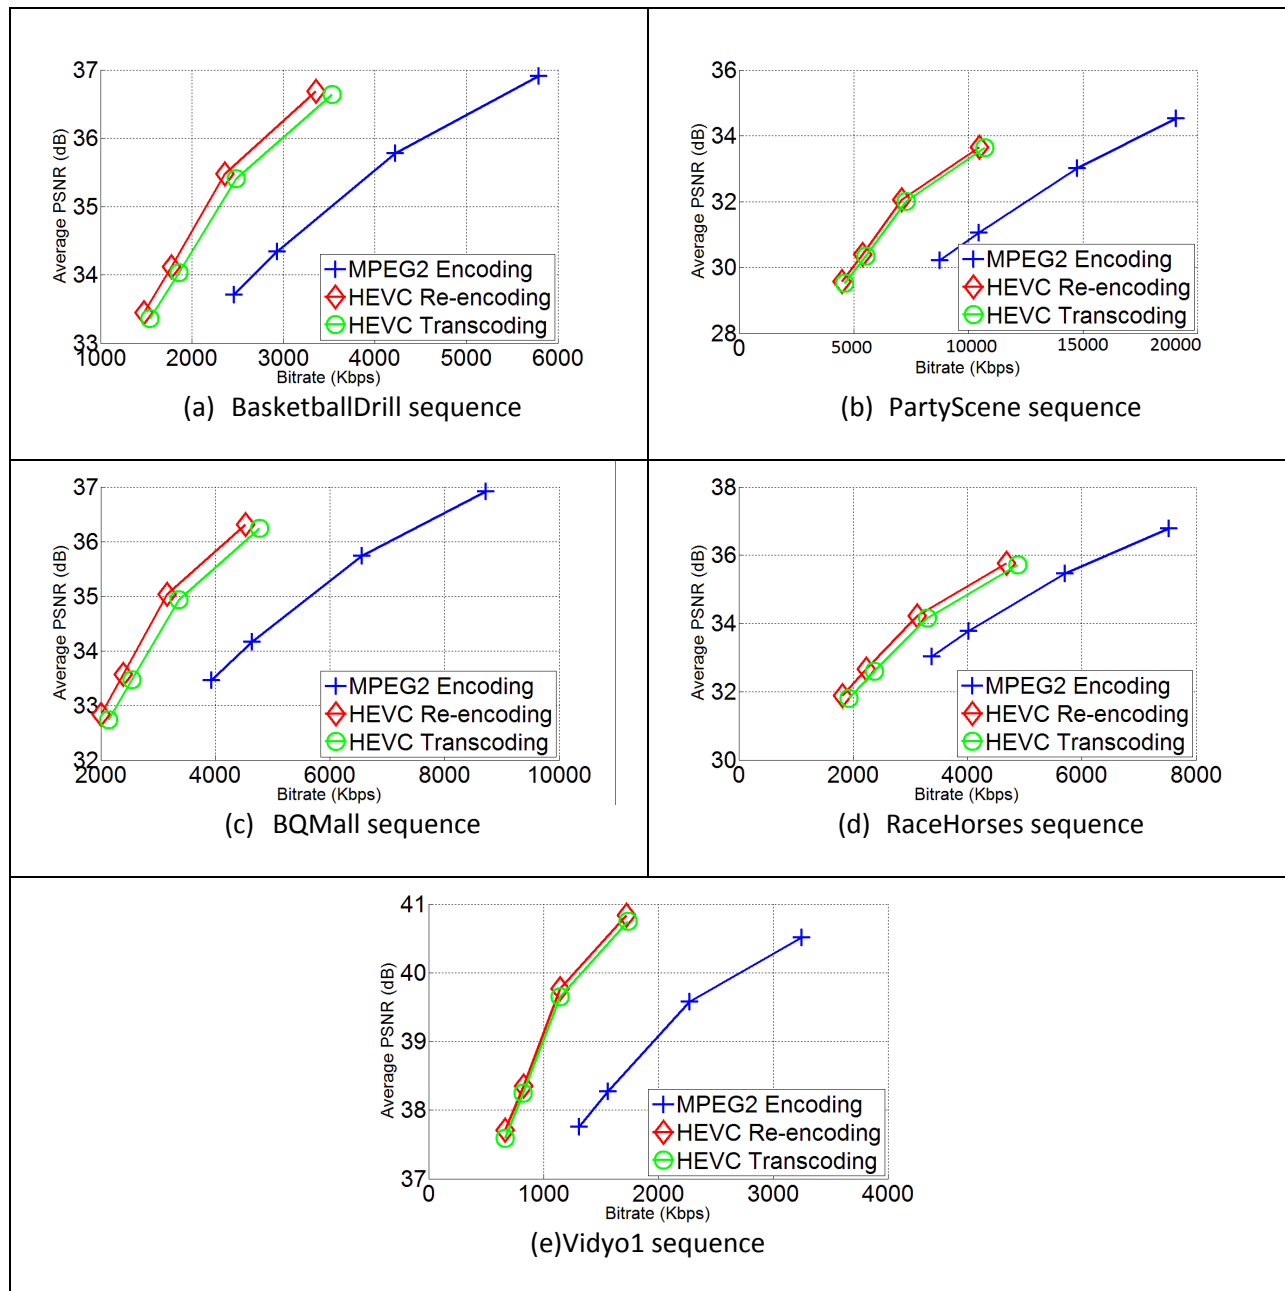 37
36
35
34
33
Average PSNR (dB)
MPEG2 Encoding
HEVC Re-encoding
HEVC Transcoding
1000 2000 3000 4000 5000 6000
Bitrate (Kbps)
(a) BasketballDrill sequence
36
34
32
30
28
Average PSNR (dB)
MPEG2 Encoding
HEVC Re-encoding
HEVC Transcoding
0 5000 10000 15000 20000
Bitrate (Kbps)
(b) PartyScene sequence
37
36
35
34
33
32
Average PSNR (dB)
MPEG2 Encoding
HEVC Re-encoding
HEVC Transcoding
2000 4000 6000 8000 10000
Bitrate (Kbps)
(c) BQMall sequence
38
36
34
32
30
Average PSNR (dB)
MPEG2 Encoding
HEVC Re-encoding
HEVC Transcoding
0 2000 4000 6000 8000
Bitrate (Kbps)
(d) RaceHorses sequence
41
40
39
38
37
Average PSNR (dB)
MPEG2 Encoding
HEVC Re-encoding
HEVC Transcoding
0 1000 2000 3000 4000
Bitrate (Kbps)
(e)Vidyo1 sequence